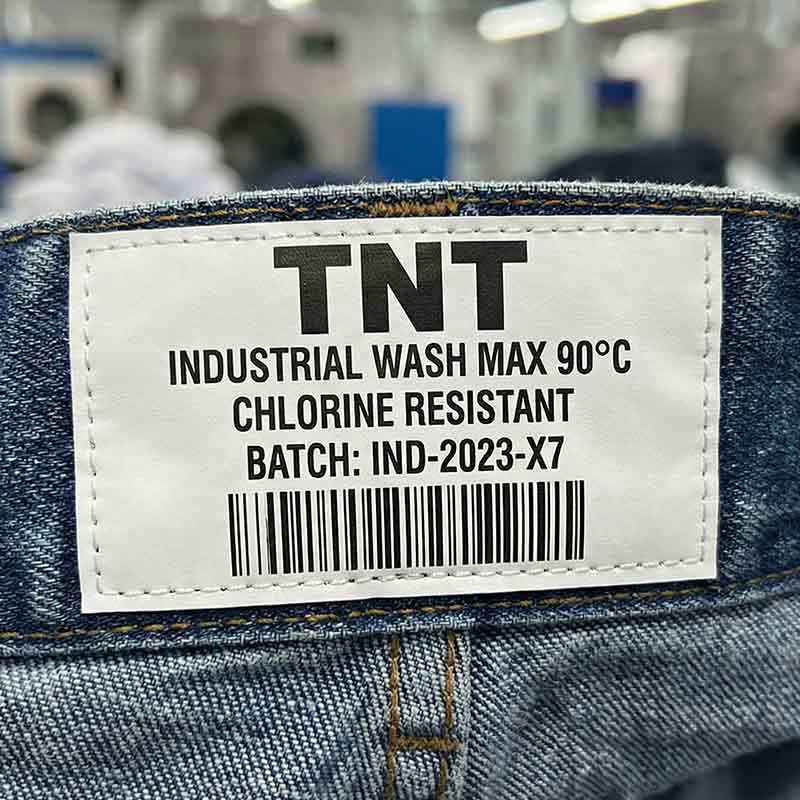 TNT
INDUSTRIAL WASH MAX 90°C
CHLORINE RESISTANT
BATCH: IND-2023-X7